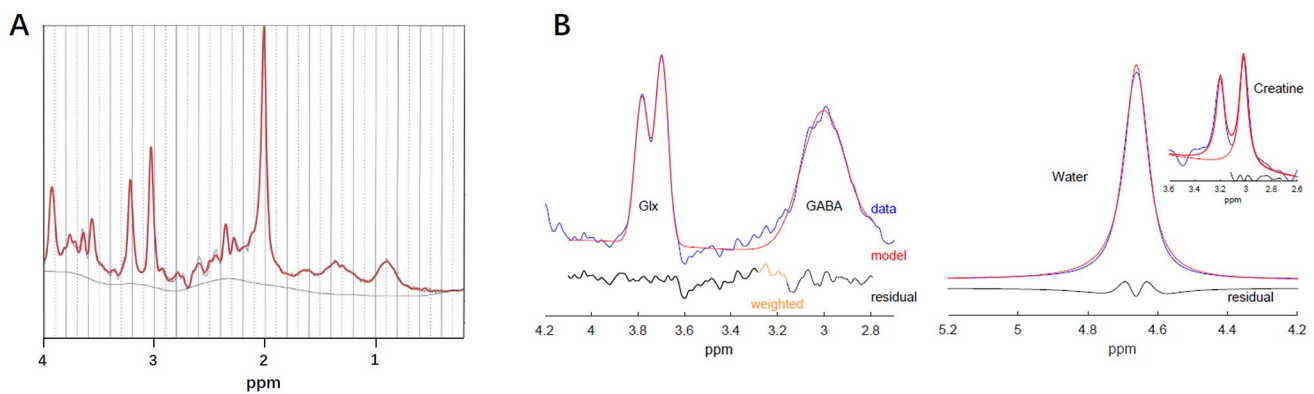 A
4
3
2
1
ppm
B
Glx
GABA
data
model
residual
weighted
4.2
4
3.8
3.6
3.4
3.2
3
2.8
ppm
Water
Creatine
3.6
3.4
3.2
3.0
2.8
2.6
ppm
residual
5.2
5
4.8
4.6
4.4
4.2
ppm